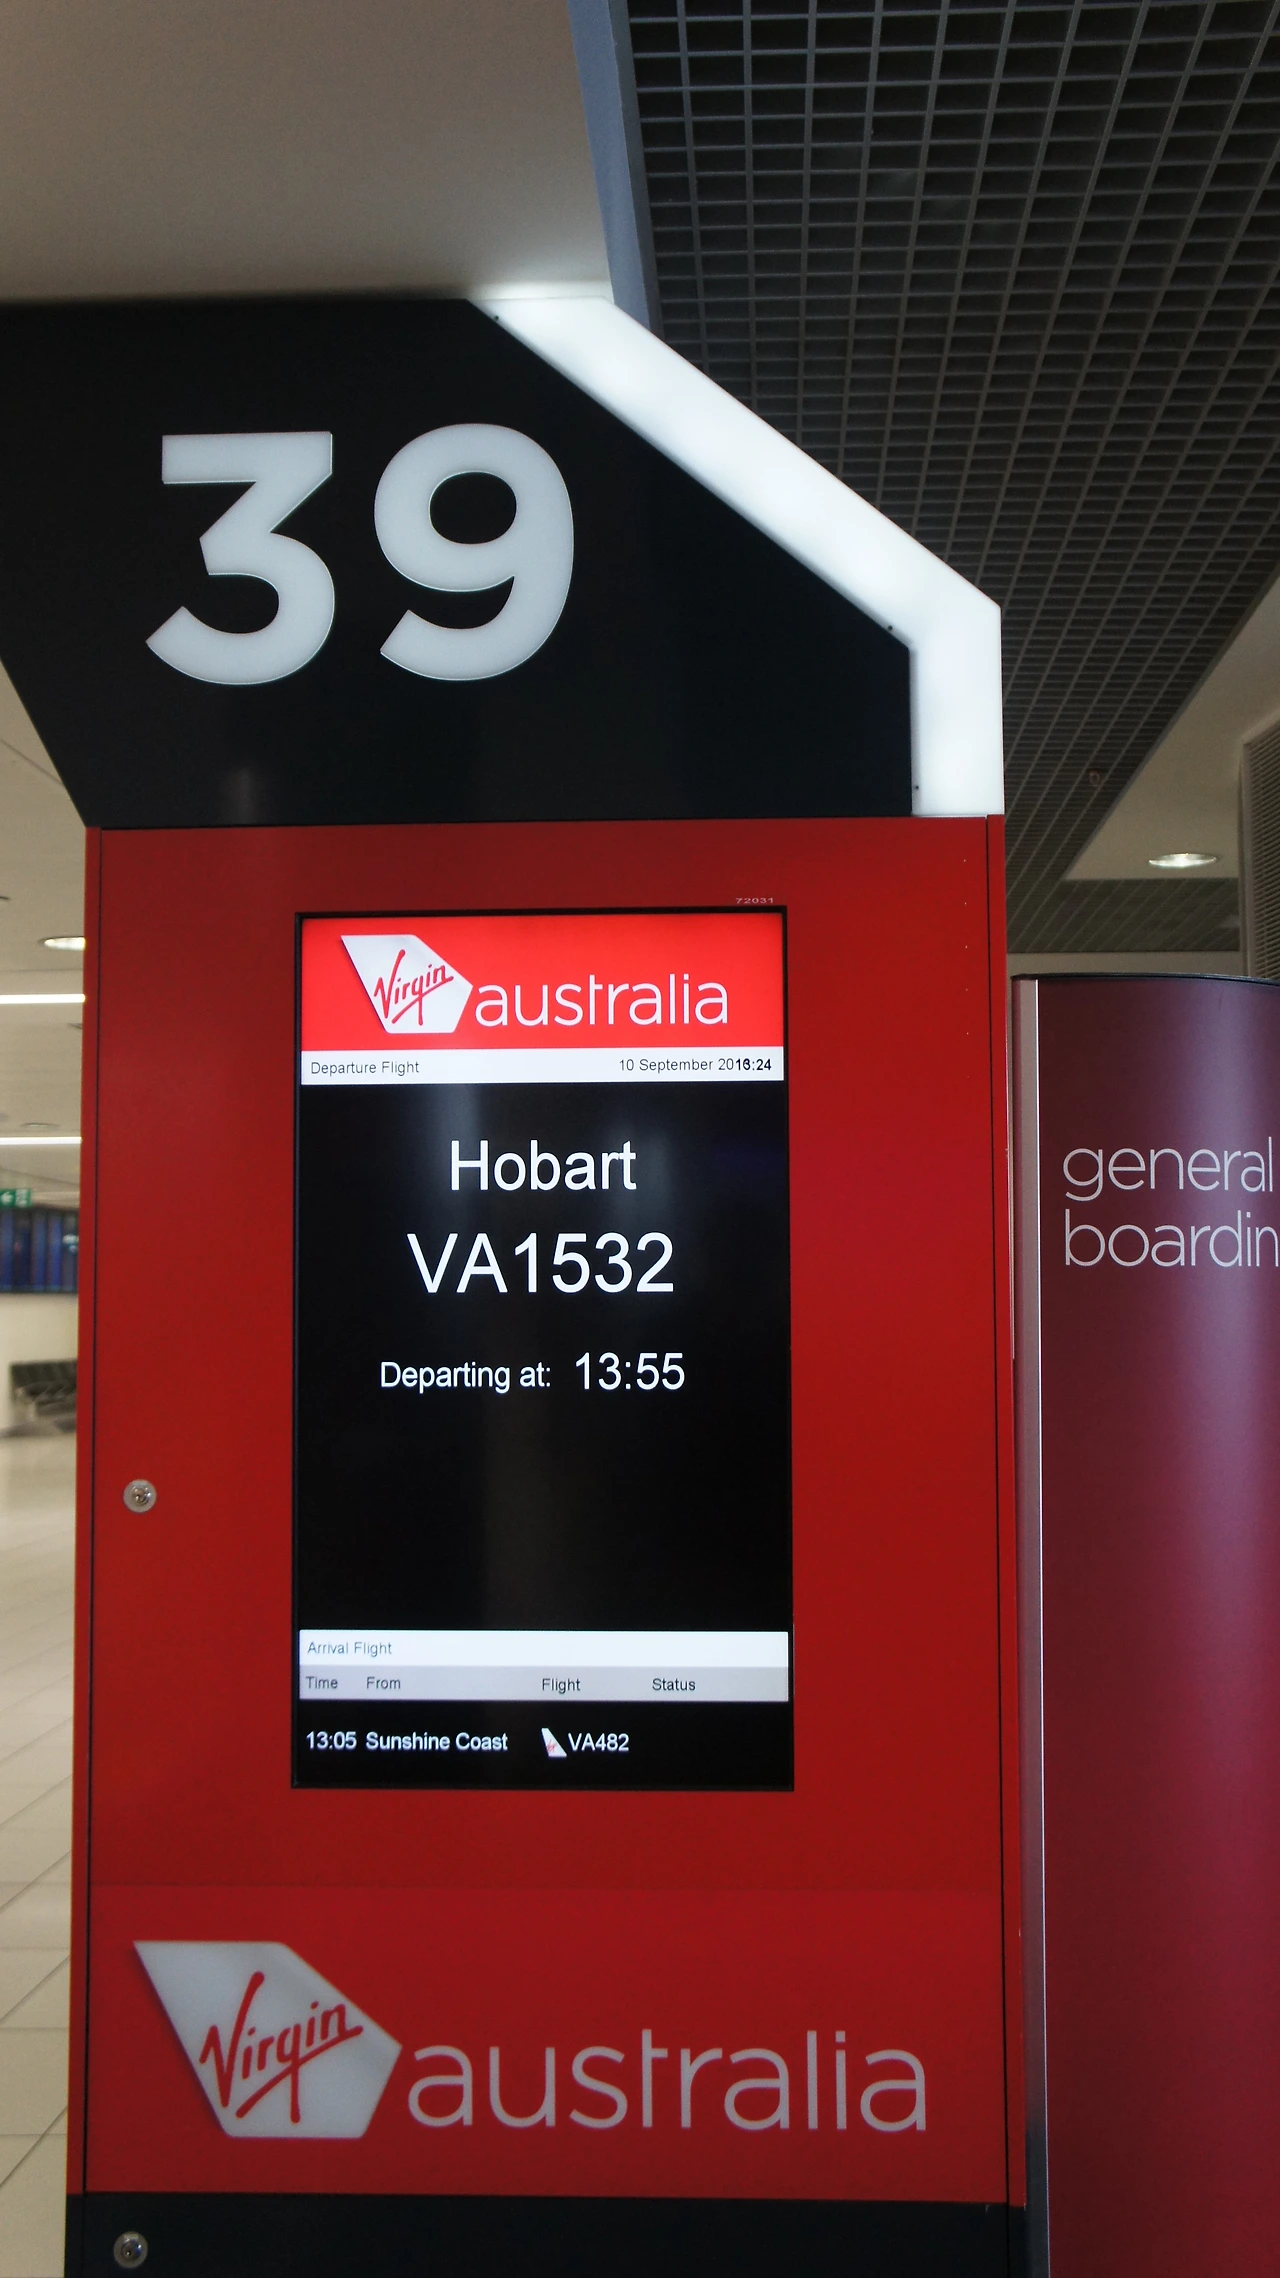 39
72031
Virgin australia
Departure Flight 10 September 20
:24
Hobart
VA1532
Departing at: 13:55
Arrival Flight
Time From Flight Status
13:05 Sunshine Coast VA482
Virgin australia
general
boardin